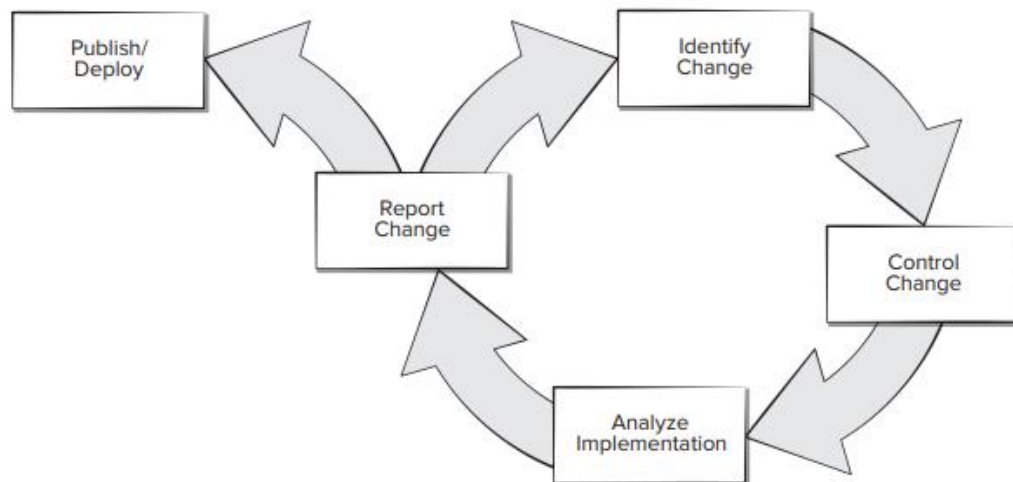 Publish/
Deploy
Identify
Change
Report
Change
Control
Change
Analyze
Implementation